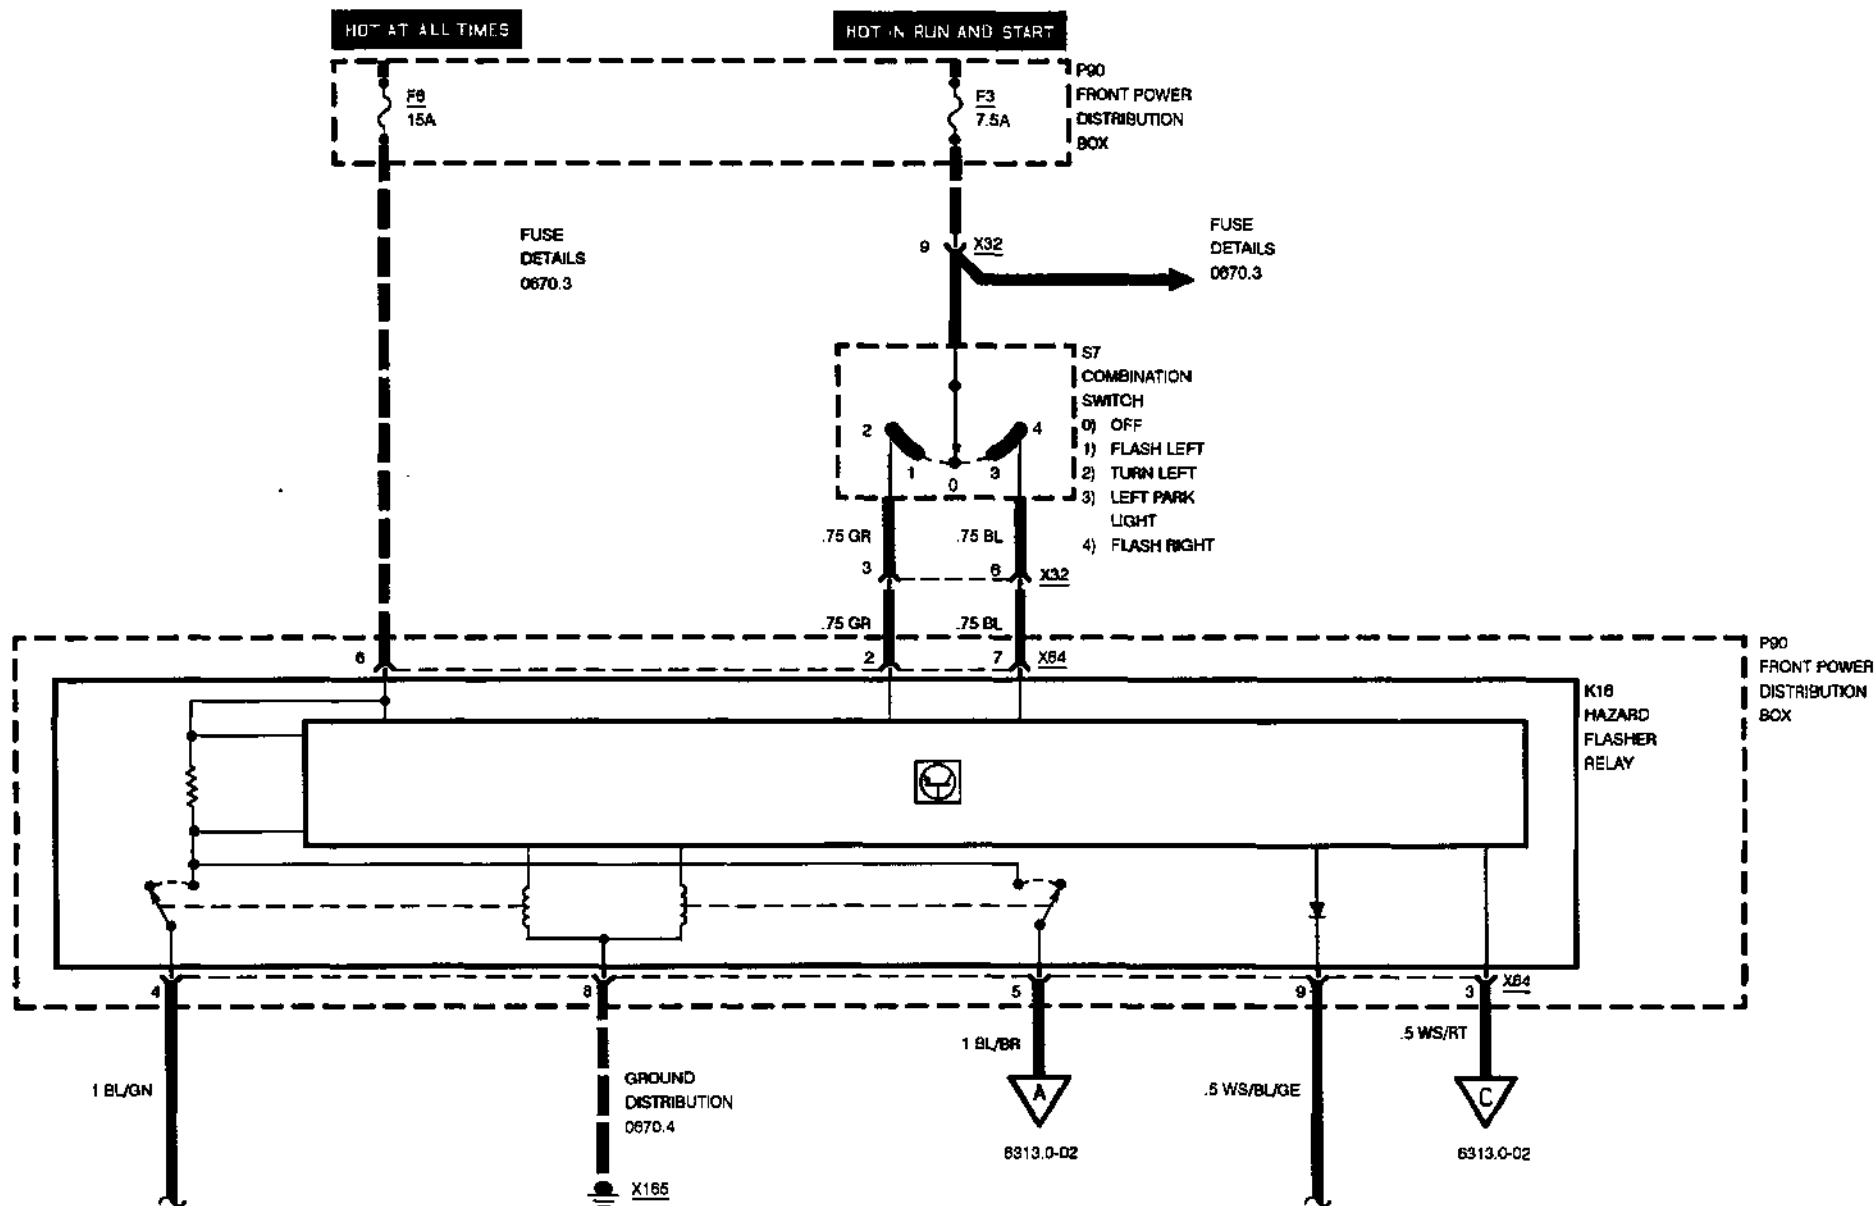 HOT AT ALL TIMES
HOT IN RUN AND START
F6
15A
F3
7.5A
P90
FRONT POWER
DISTRIBUTION
BOX
FUSE
DETAILS
0670.3
9
X32
FUSE
DETAILS
0670.3
S7
COMBINATION
SWITCH
0) OFF
1) FLASH LEFT
2) TURN LEFT
3) LEFT PARK
LIGHT
4) FLASH RIGHT
2
4
1
3
0
.75 GR
.75 BL
3
6
X32
.75 GR
.75 BL
6
2
7
X64
P90
FRONT POWER
DISTRIBUTION
BOX
K16
HAZARD
FLASHER
RELAY
4
8
5
9
3
X64
1 BL/GN
GROUND
DISTRIBUTION
0670.4
1 BL/BR
.5 WS/BL/GE
.5 WS/RT
A
C
6313.0-02
6313.0-02
X165